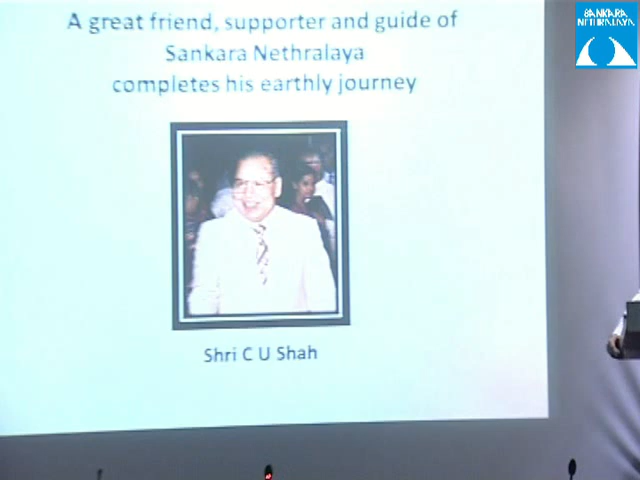 A great friend, supporter and guide of
Sankara Nethralaya
completes his earthly journey
Shri C U Shah
SANKARA
NETHRALAYA